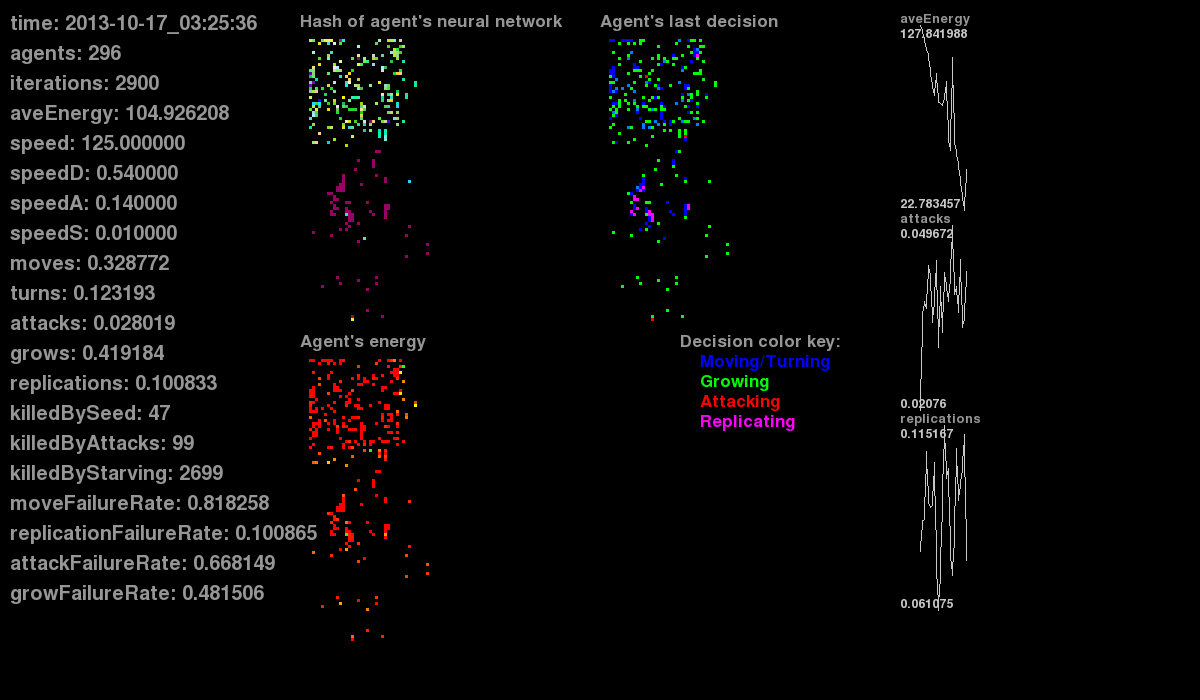 time: 2013-10-17_03:25:36
agents: 296
iterations: 2900
aveEnergy: 104.926208
speed: 125.000000
speedD: 0.540000
speedA: 0.140000
speedS: 0.010000
moves: 0.328772
turns: 0.123193
attacks: 0.028019
grows: 0.419184
replications: 0.100833
killedBySeed: 47
killedByAttacks: 99
killedByStarving: 2699
moveFailureRate: 0.818258
replicationFailureRate: 0.100865
attackFailureRate: 0.668149
growFailureRate: 0.481506
Hash of agent's neural network
Agent's last decision
Agent's energy
Decision color key:
Moving/Turning
Growing
Attacking
Replicating
aveEnergy
127.841988
22.783457
attacks
0.049672
0.02076
replications
0.115167
0.061075